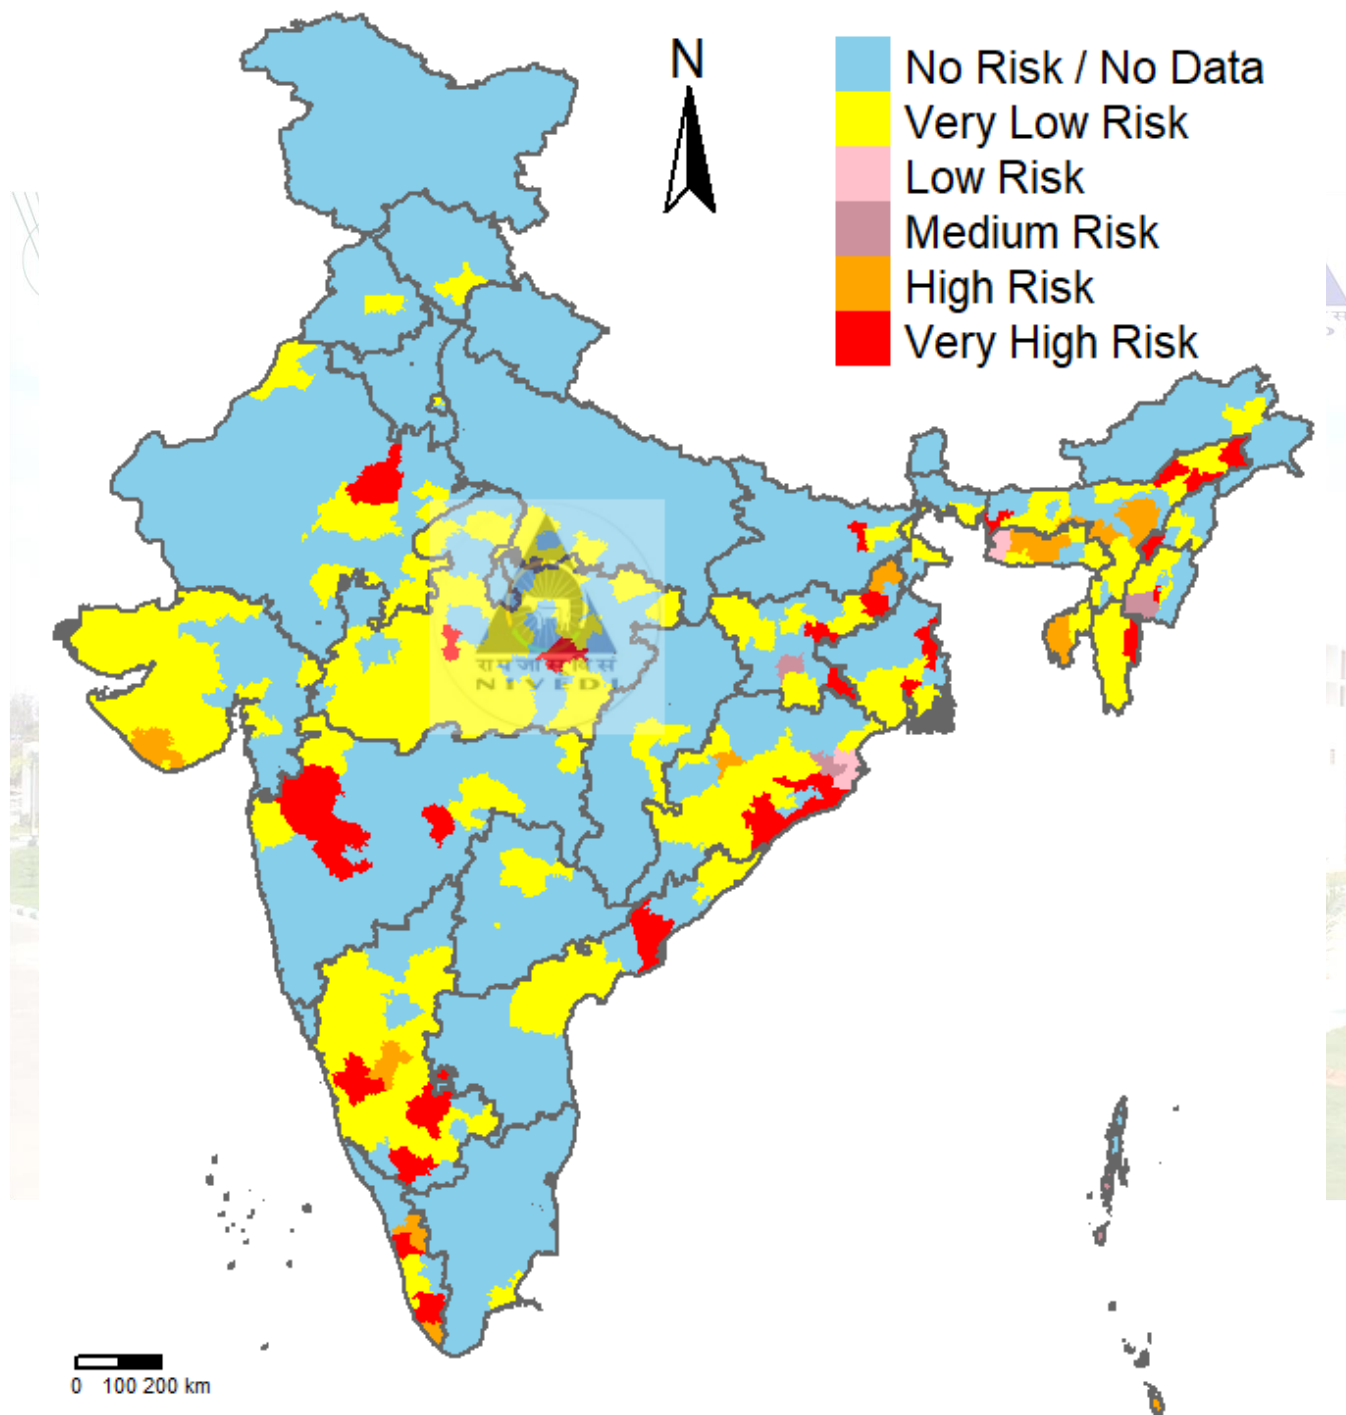 N
No Risk / No Data
Very Low Risk
Low Risk
Medium Risk
High Risk
Very High Risk
NIVEDI
0 100 200 km